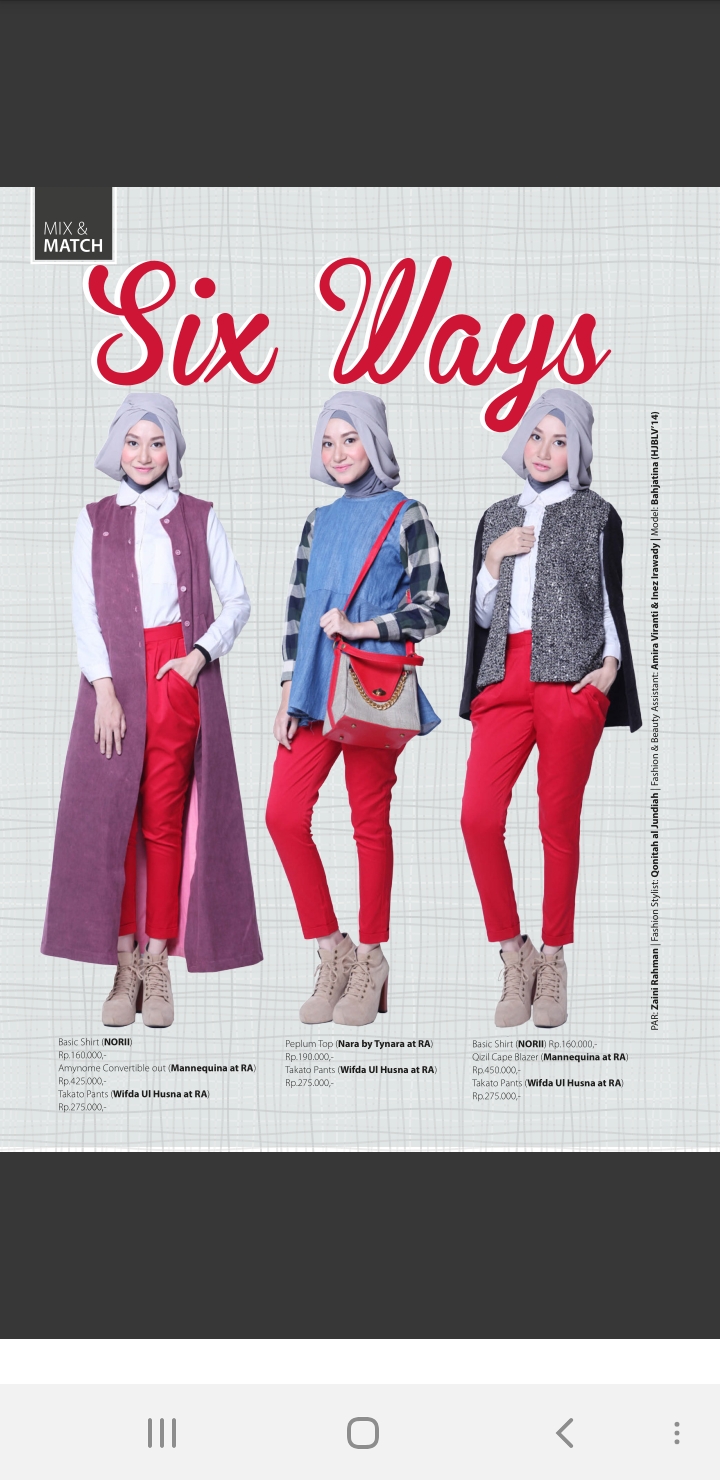 MIX &
MATCH
Six Ways
PAR: Zaini Rahman | Fashion Stylist: Qonitah al Jundiah | Fashion & Beauty Assistant: Amira Viranti & Inez Irawady | Model: Bahjatina (HJBLV'14)
Basic Shirt (NORII)
Rp.160.000,-
Amynome Convertible out (Mannequina at RA)
Rp.425.000,-
Takato Pants (Wifda Ul Husna at RA)
Rp.275.000,-
Peplum Top (Nara by Tynara at RA)
Rp.190.000,-
Takato Pants (Wifda Ul Husna at RA)
Rp.275.000,-
Basic Shirt (NORII) Rp.160.000,-
Qizil Cape Blazer (Mannequina at RA)
Rp.450.000,-
Takato Pants (Wifda Ul Husna at RA)
Rp.275.000,-